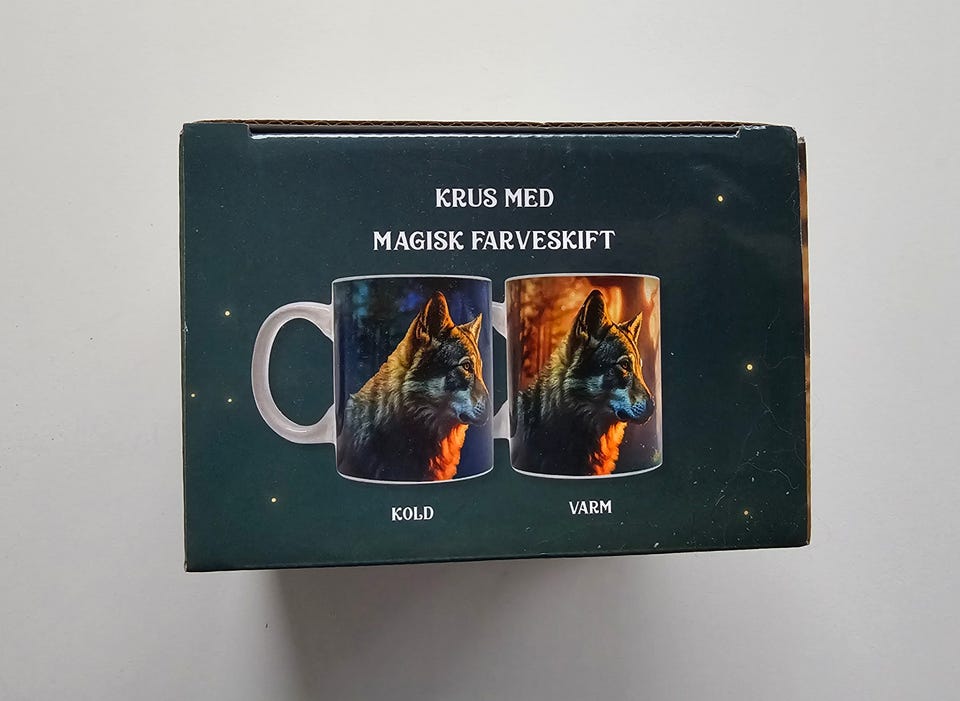 KRUS MED
MAGISK FARVESKIFT
KOLD
VARM